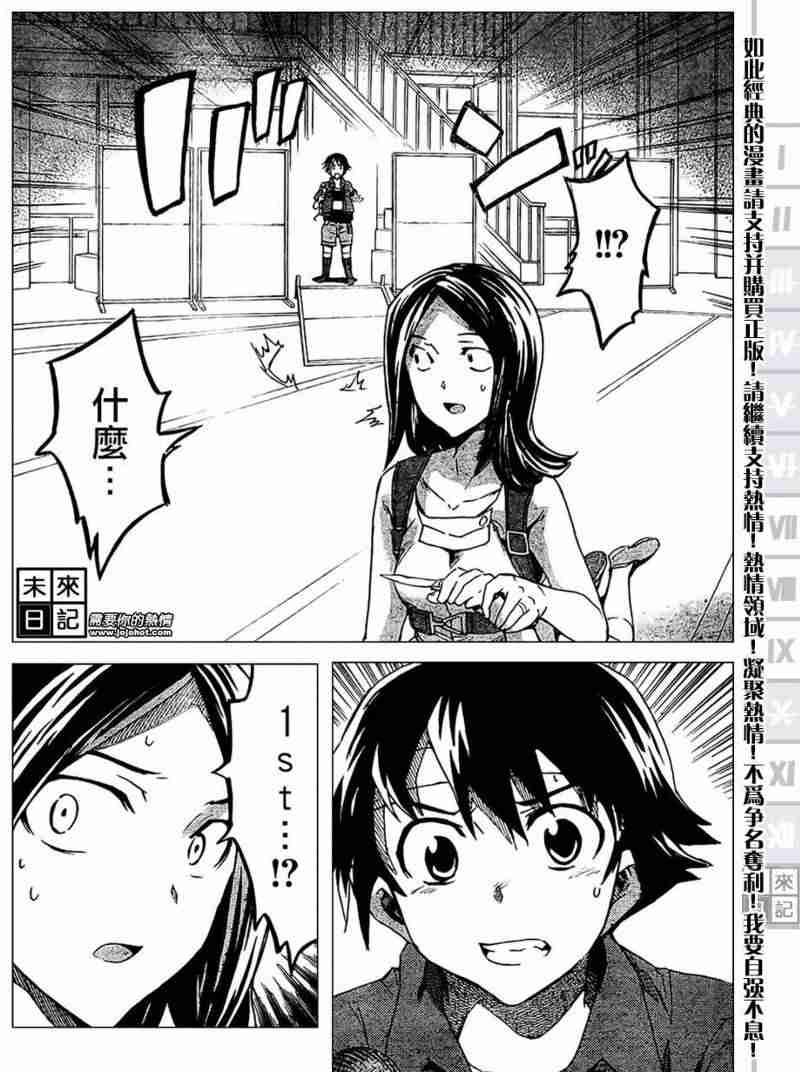 !!?
什麼…
未來
日記
需要你的熱情
www.jojohot.com
1st…!?
如此經典的漫畫請支持并購買正版！請繼續支持熱情！熱情領域！凝聚熱情！不爲争名奪利！我要自强不息！
I
II
III
IV
V
VI
VII
VIII
IX
X
XI
XII
來
記